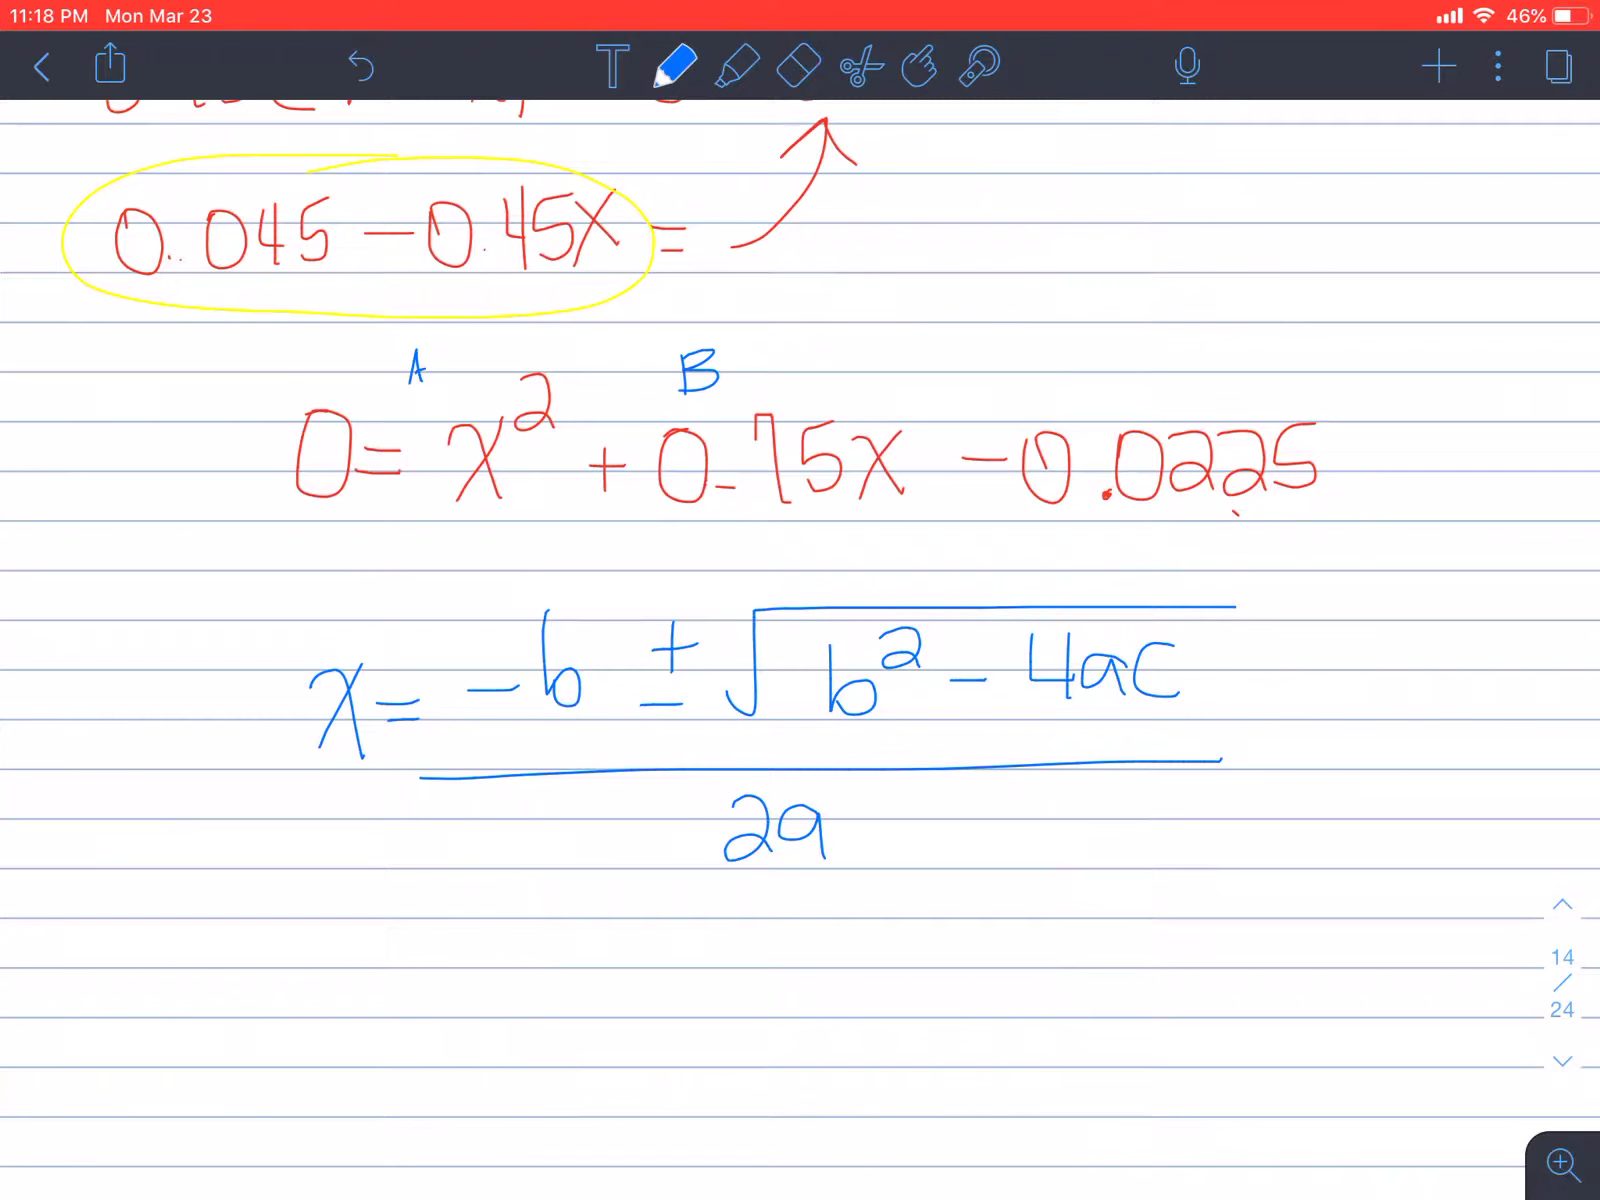 11:18 PM Mon Mar 23 46%
T
0.045 - 0.45x =
A B
0 = x² + 0.75x - 0.0225
x = -b ± √b² - 4ac
2a
14
/
24